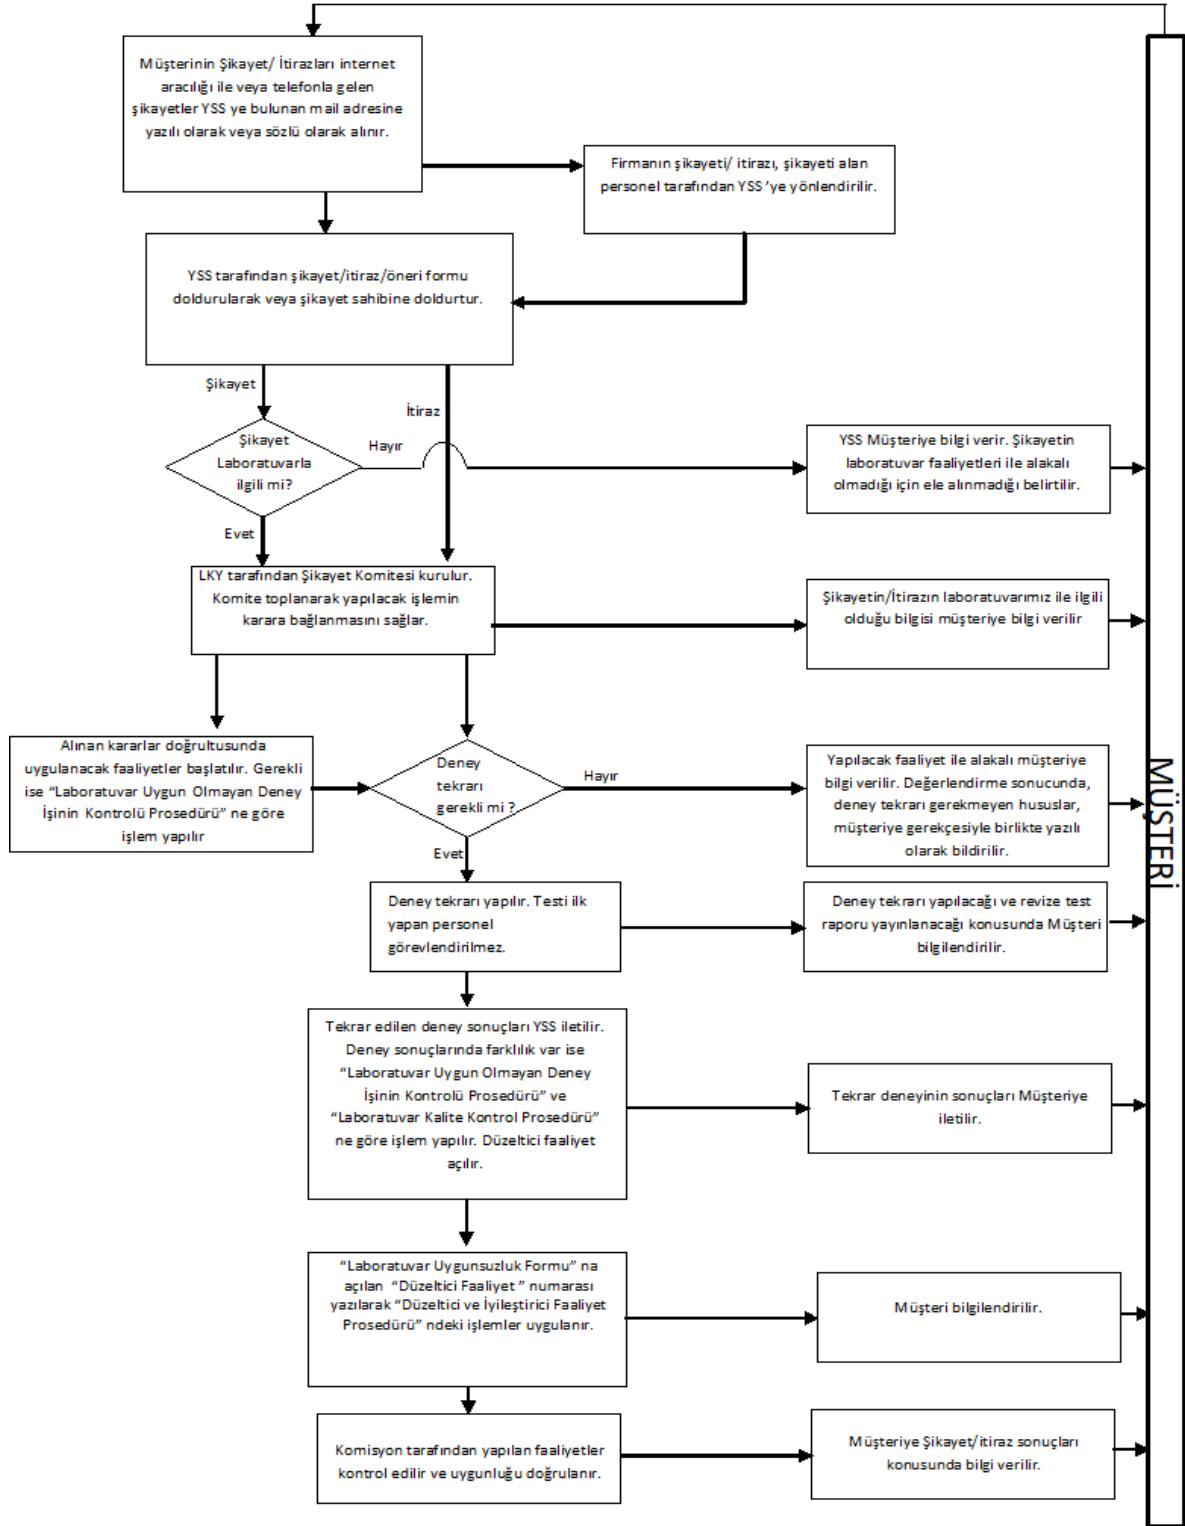 Müşterinin Şikayet/ İtirazları internet
aracılığı ile veya telefonla gelen
şikayetler YSS ye bulunan mail adresine
yazılı olarak veya sözlü olarak alınır.
Firmanın şikayeti/ itirazı, şikayeti alan
personel tarafından YSS'ye yönlendirilir.
YSS tarafından şikayet/itiraz/öneri formu
doldurularak veya şikayet sahibine doldurtur.
Şikayet
İtiraz
Şikayet
Laboratuvarla
ilgili mi?
Hayır
YSS Müşteriye bilgi verir. Şikayetin
laboratuvar faaliyetleri ile alakalı
olmadığı için ele alınmadığı belirtilir.
Evet
LKY tarafından Şikayet Komitesi kurulur.
Komite toplanarak yapılacak işlemin
karara bağlanmasını sağlar.
Şikayetin/İtirazın laboratuvarımız ile ilgili
olduğu bilgisi müşteriye bilgi verilir
Alınan kararlar doğrultusunda
uygulanacak faaliyetler başlatılır. Gerekli
ise “Laboratuvar Uygun Olmayan Deney
İşinin Kontrolü Prosedürü” ne göre
işlem yapılır
Deney
tekrarı
gerekli mi ?
Hayır
Yapılacak faaliyet ile alakalı müşteriye
bilgi verilir. Değerlendirme sonucunda,
deney tekrarı gerekmeyen hususlar,
müşteriye gerekçesiyle birlikte yazılı
olarak bildirilir.
MÜŞTERİ
Evet
Deney tekrarı yapılır. Testi ilk
yapan personel
görevlendirilmez.
Deney tekrarı yapılacağı ve revize test
raporu yayınlanacağı konusunda Müşteri
bilgilendirilir.
Tekrar edilen deney sonuçları YSS iletilir.
Deney sonuçlarında farklılık var ise
“Laboratuvar Uygun Olmayan Deney
İşinin Kontrolü Prosedürü” ve
“Laboratuvar Kalite Kontrol Prosedürü”
ne göre işlem yapılır. Düzeltici faaliyet
açılır.
Tekrar deneyinin sonuçları Müşteriye
iletilir.
“Laboratuvar Uygunsuzluk Formu” na
açılan “Düzeltici Faaliyet ” numarası
yazılarak “Düzeltici ve İyileştirici Faaliyet
Prosedürü” ndeki işlemler uygulanır.
Müşteri bilgilendirilir.
Komisyon tarafından yapılan faaliyetler
kontrol edilir ve uygunluğu doğrulanır.
Müşteriye Şikayet/itiraz sonuçları
konusunda bilgi verilir.